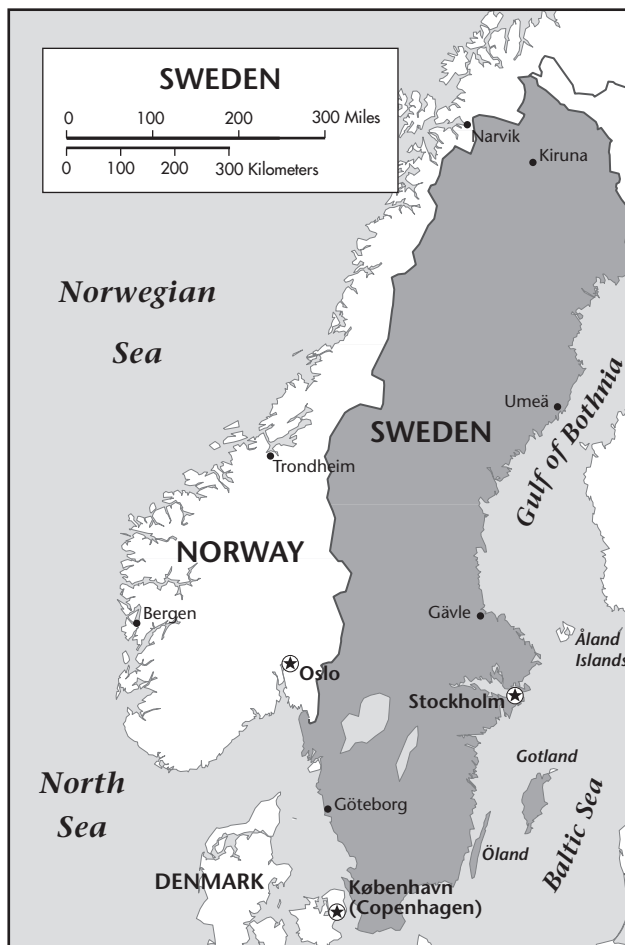 SWEDEN
0 100 200 300 Miles
0 100 200 300 Kilometers
Narvik
Kiruna
Norwegian
Sea
Umeä
SWEDEN
Gulf of Bothnia
Trondheim
NORWAY
Bergen
Gävle
Åland
Islands
Oslo
Stockholm
Gotland
North
Sea
Göteborg
Baltic Sea
Öland
DENMARK
København
(Copenhagen)